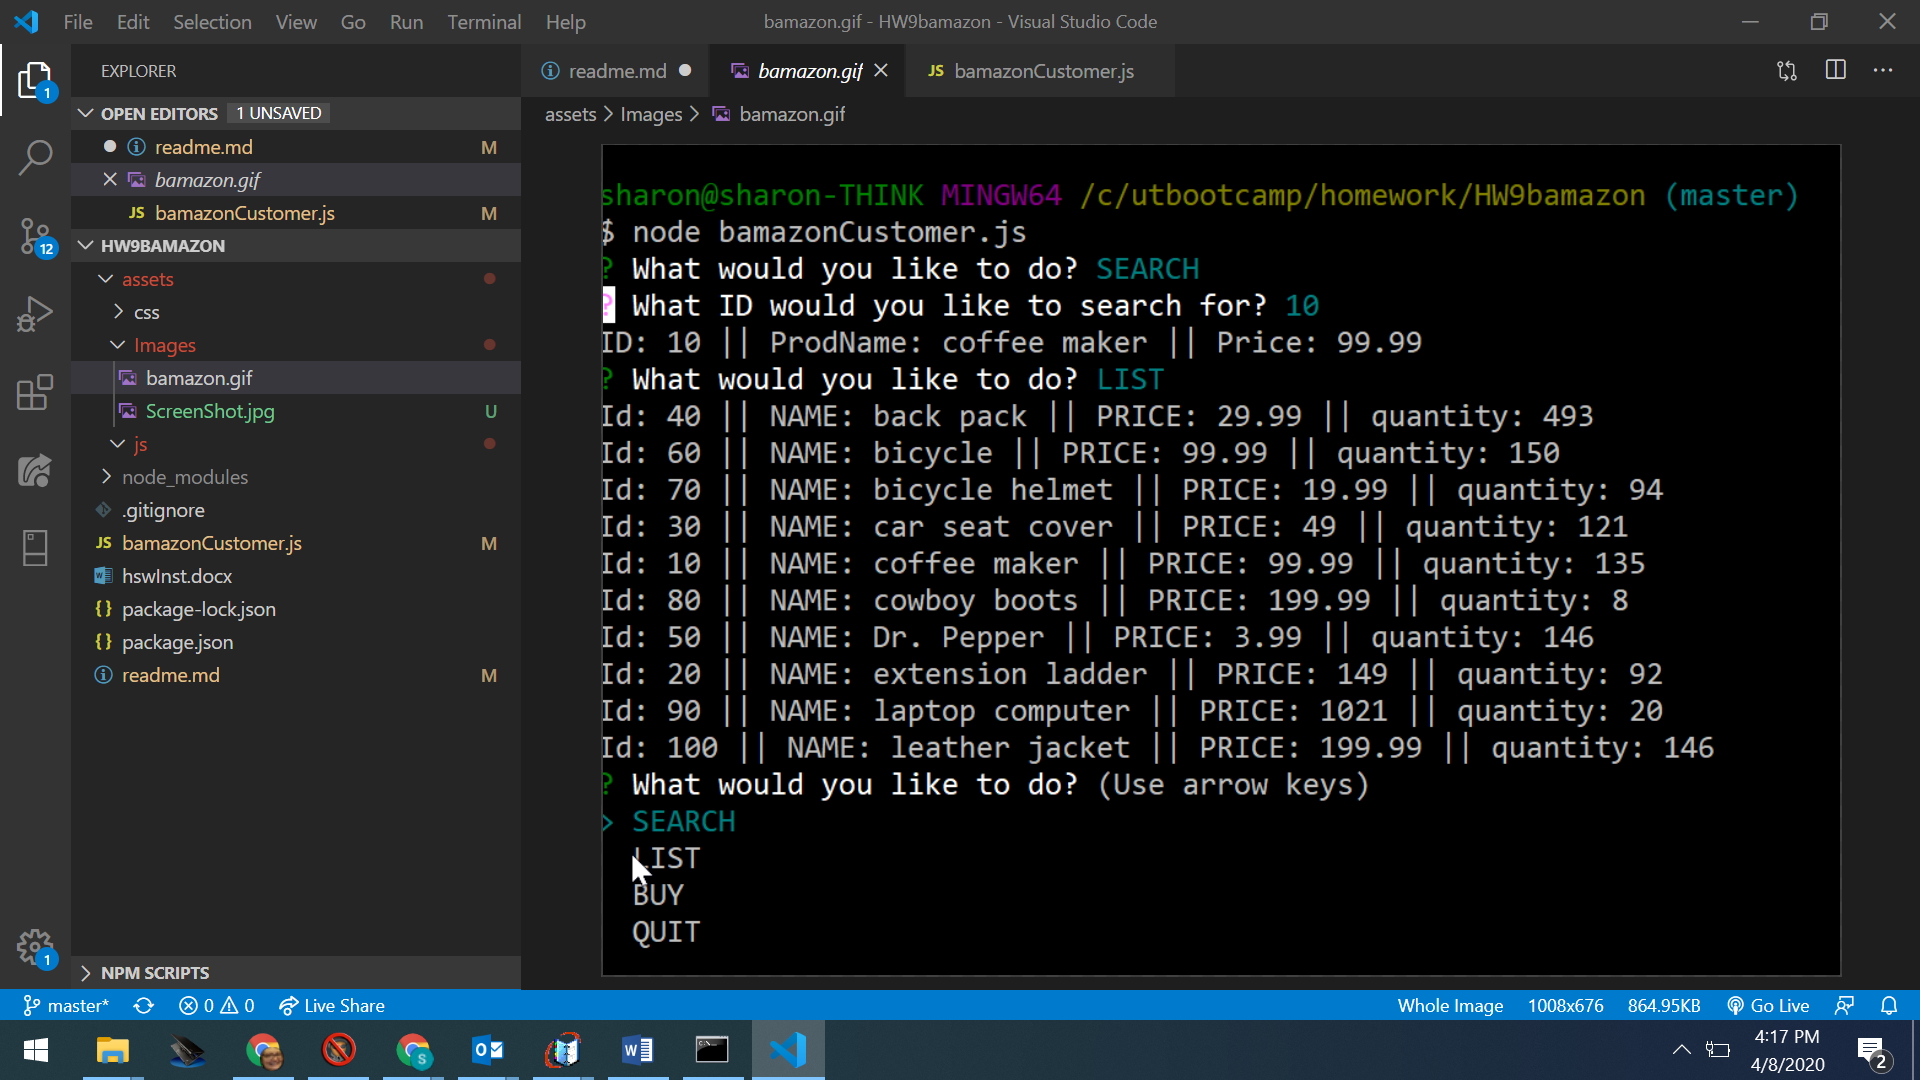 File Edit Selection View Go Run Terminal Help
bamazon.gif - HW9bamazon - Visual Studio Code
EXPLORER
readme.md
bamazon.gif
JS bamazonCustomer.js
1
OPEN EDITORS 1 UNSAVED
assets > Images > bamazon.gif
readme.md M
bamazon.gif
JS bamazonCustomer.js M
12
HW9BAMAZON
assets
css
Images
bamazon.gif
ScreenShot.jpg U
js
node_modules
.gitignore
JS bamazonCustomer.js M
hswInst.docx
{} package-lock.json
{} package.json
readme.md M
1
NPM SCRIPTS
sharon@sharon-THINK MINGW64 /c/utbootcamp/homework/HW9bamazon (master)
$ node bamazonCustomer.js
? What would you like to do? SEARCH
? What ID would you like to search for? 10
ID: 10 || ProdName: coffee maker || Price: 99.99
? What would you like to do? LIST
Id: 40 || NAME: back pack || PRICE: 29.99 || quantity: 493
Id: 60 || NAME: bicycle || PRICE: 99.99 || quantity: 150
Id: 70 || NAME: bicycle helmet || PRICE: 19.99 || quantity: 94
Id: 30 || NAME: car seat cover || PRICE: 49 || quantity: 121
Id: 10 || NAME: coffee maker || PRICE: 99.99 || quantity: 135
Id: 80 || NAME: cowboy boots || PRICE: 199.99 || quantity: 8
Id: 50 || NAME: Dr. Pepper || PRICE: 3.99 || quantity: 146
Id: 20 || NAME: extension ladder || PRICE: 149 || quantity: 92
Id: 90 || NAME: laptop computer || PRICE: 1021 || quantity: 20
Id: 100 || NAME: leather jacket || PRICE: 199.99 || quantity: 146
? What would you like to do? (Use arrow keys)
> SEARCH
LIST
BUY
QUIT
master* 0 0 Live Share
Whole Image 1008x676 864.95KB Go Live
4:17 PM
4/8/2020
2